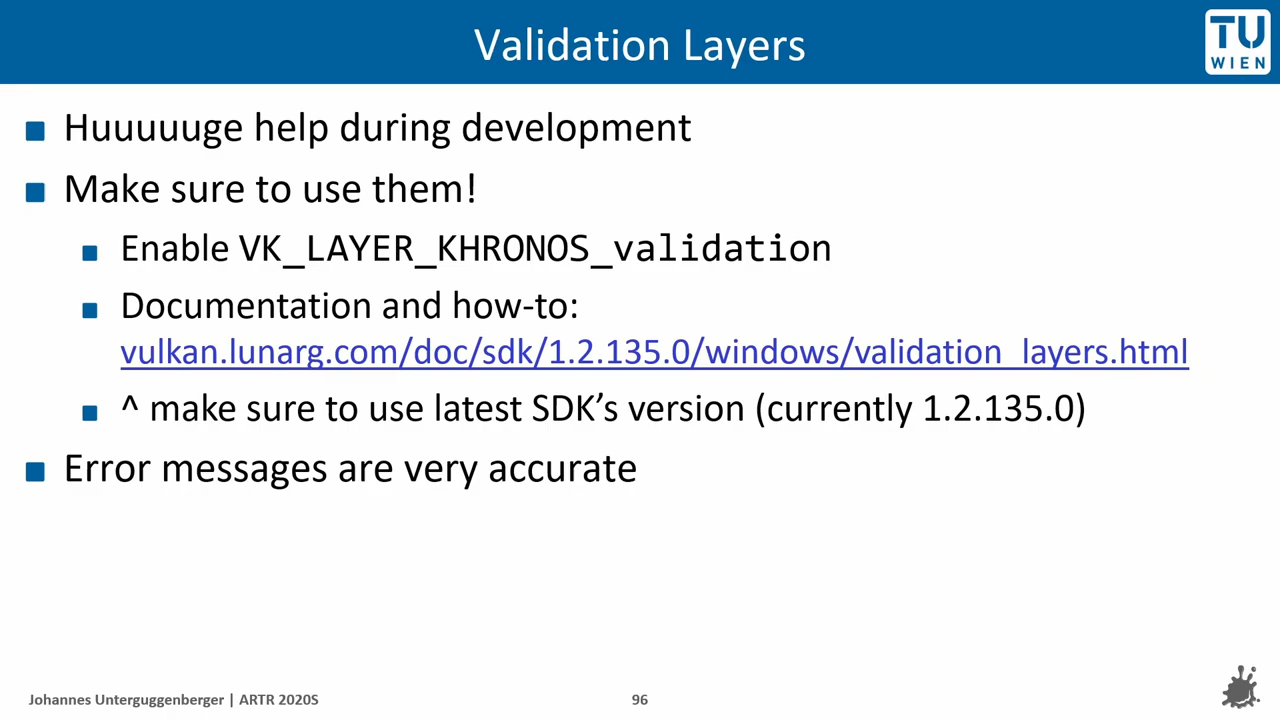 Validation Layers
TU
WIEN
Huuuuuge help during development
Make sure to use them!
Enable VK_LAYER_KHRONOS_validation
Documentation and how-to:
vulkan.lunarg.com/doc/sdk/1.2.135.0/windows/validation_layers.html
^ make sure to use latest SDK’s version (currently 1.2.135.0)
Error messages are very accurate
Johannes Unterguggenberger | ARTR 2020S
96